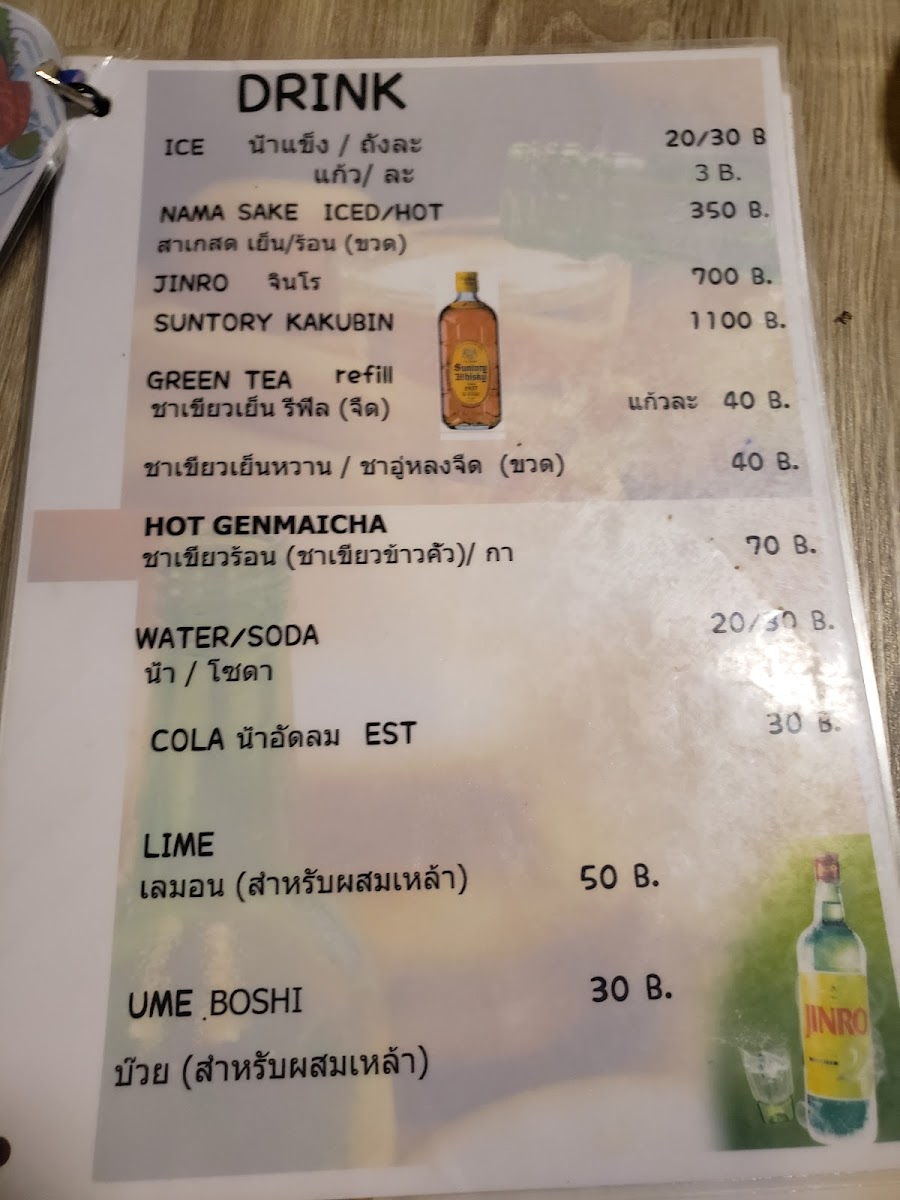 DRINK
ICE น้าแข็ง / ถังละ 20/30 B
แก้ว/ ละ 3 B.
NAMA SAKE ICED/HOT 350 B.
สาเกสด เย็น/ร้อน (ขวด)
JINRO จินโร 700 B.
SUNTORY KAKUBIN 1100 B.
Suntory
Whisky
GREEN TEA refill
ชาเขียวเย็น รีฟีล (จืด) แก้วละ 40 B.
ชาเขียวเย็นหวาน / ชาอู่หลงจืด (ขวด) 40 B.
HOT GENMAICHA
ชาเขียวร้อน (ชาเขียวข้าวคั่ว)/ กา 70 B.
WATER/SODA 20/30 B.
น้า / โซดา
COLA น้าอัดลม EST 30 B.
LIME
เลมอน (สำหรับผสมเหล้า) 50 B.
UME BOSHI 30 B.
บ๊วย (สำหรับผสมเหล้า)
JINRO